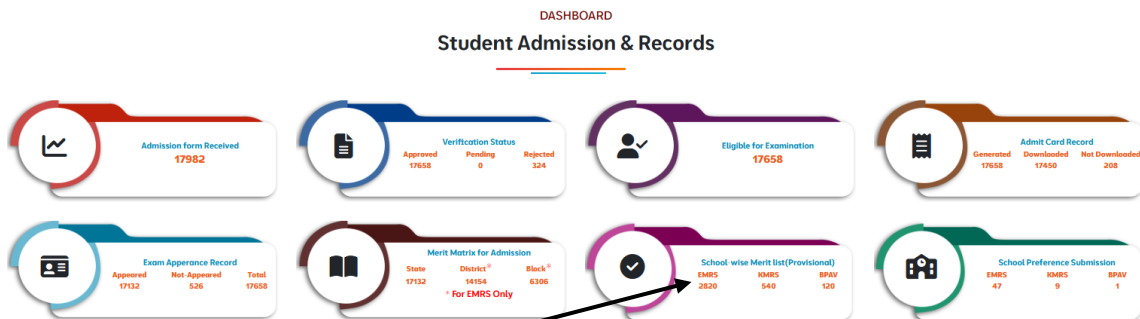 DASHBOARD
Student Admission & Records
Admission form Received
17982
Verification Status
Approved Pending Rejected
17658 0 324
Eligible for Examination
17658
Admit Card Record
Generated Downloaded Not Downloaded
17658 17450 208
Exam Apperance Record
Appeared Not-Appeared Total
17132 526 17658
Merit Matrix for Admission
State District* Block*
17132 14154 6306
* For EMRS Only
School-wise Merit list(Provisional)
EMRS KMRS BPAV
2820 540 120
School Preference Submission
EMRS KMRS BPAV
47 9 1